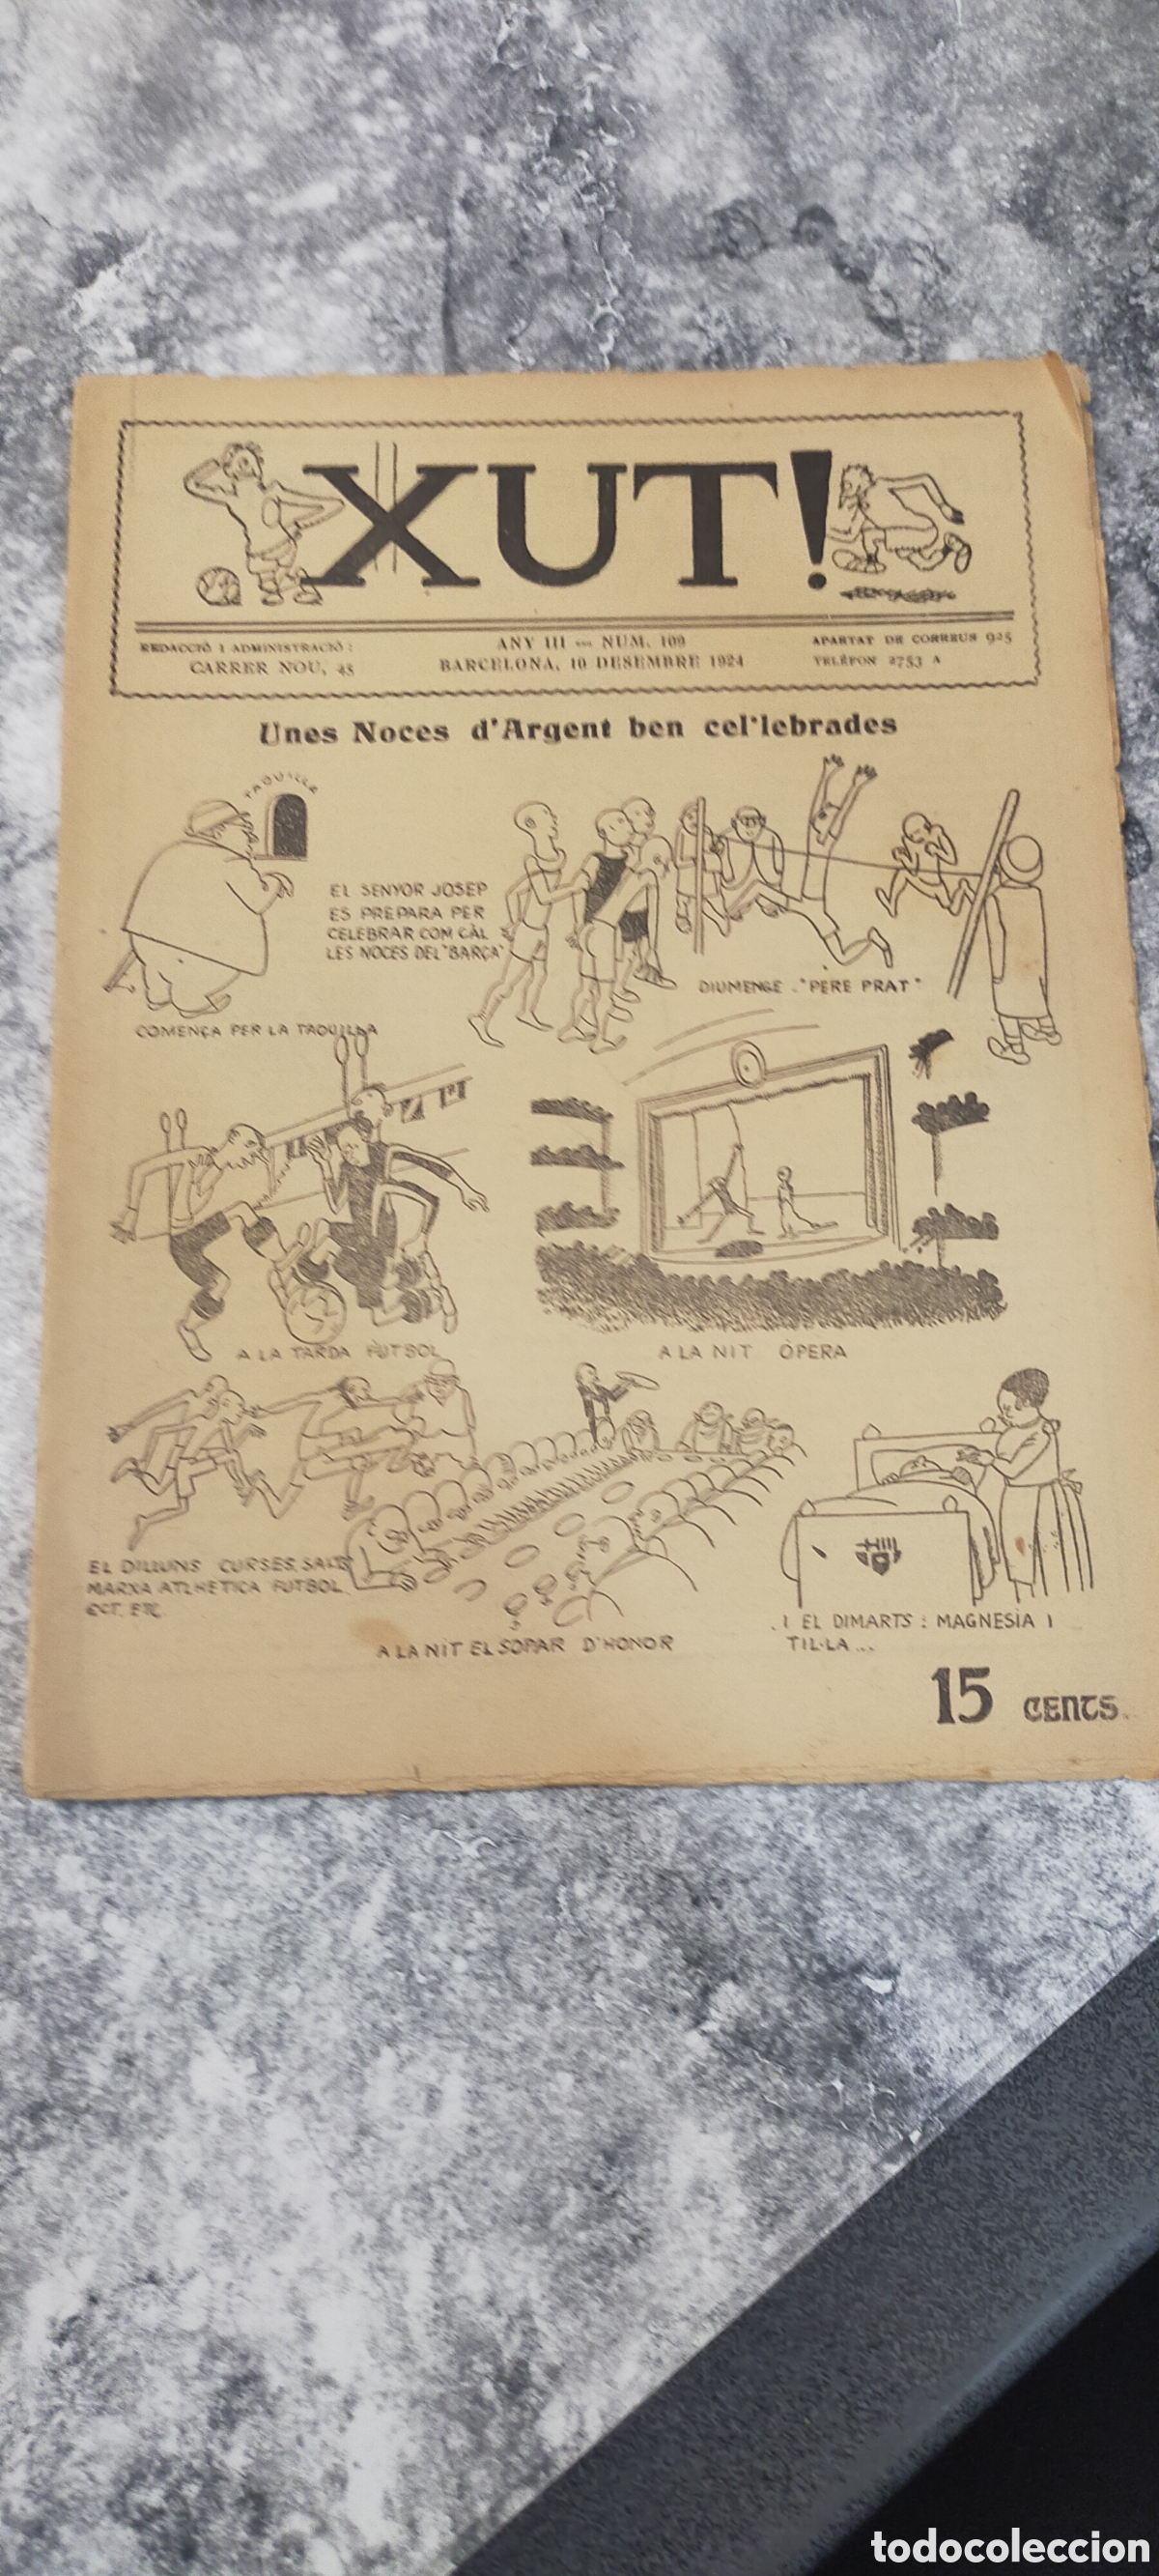 XUT!
REDACCIÓ I ADMINISTRACIÓ:
CARRER NOU, 45
ANY III — NUM. 109
BARCELONA, 10 DESEMBRE 1924
APARTAT DE CORREUS 925
TELÈFON 2753 A
Unes Noces d'Argent ben cel·lebrades
TAQUILLA
EL SENYOR JOSEP
ES PREPARA PER
CELEBRAR COM CAL
LES NOCES DEL "BARÇA"
COMENÇA PER LA TAQUILLA
DIUMENGE - "PERE PRAT"
A LA TARDA FUTBOL
A LA NIT ÒPERA
EL DILLUNS CURSES, SALTS
MARXA ATLHETICA FUTBOL
ECT. ETC.
A LA NIT EL SOPAR D'HONOR
. I EL DIMARTS : MAGNESIA I
TIL·LA...
15 CENTS.
todocoleccion